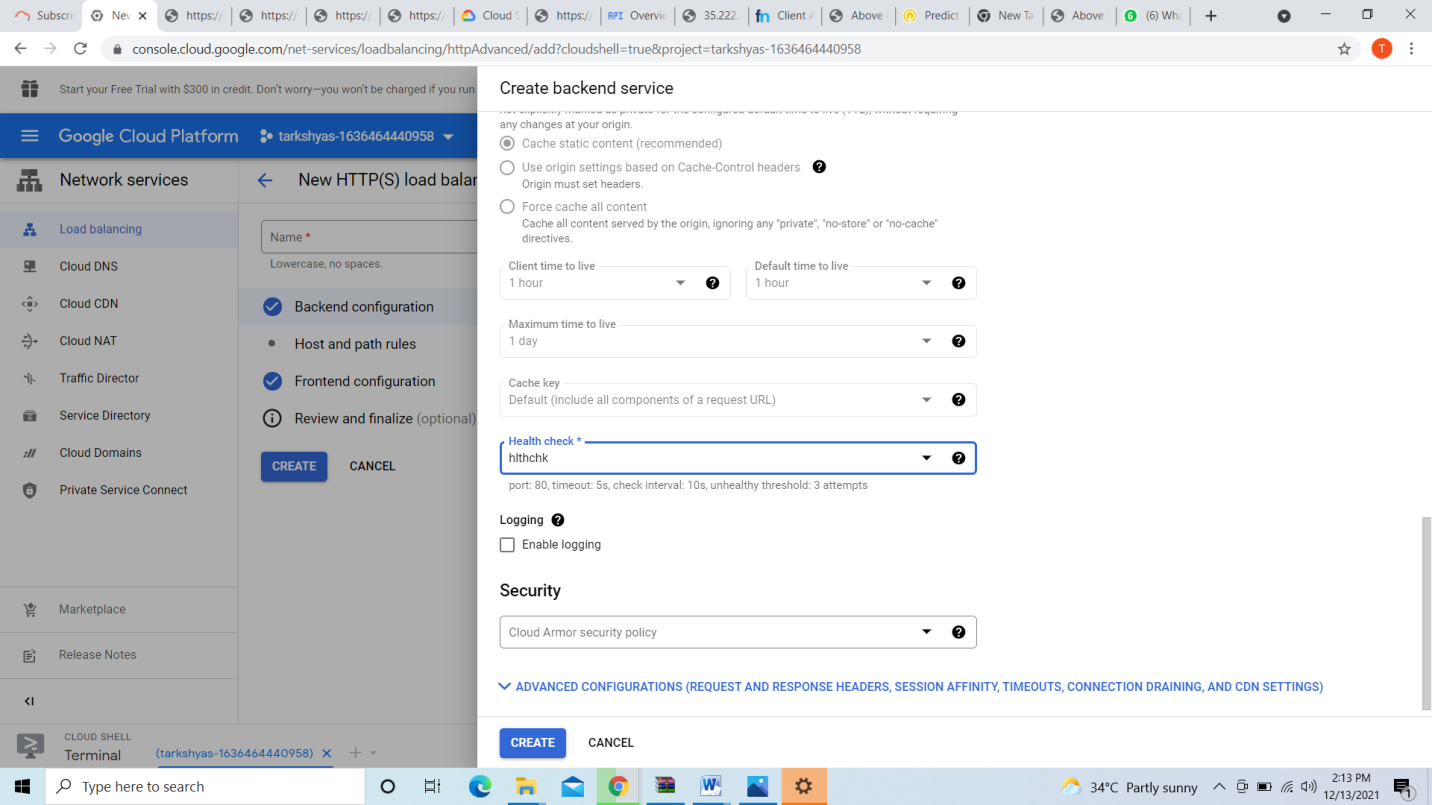 Subscri
Nev
https:/
https:/
https:/
https:/
Cloud S
https:/
API Overvie
35.222.
fn Client A
Above
Predict
New Ta
Above
6 (6) Wha
console.cloud.google.com/net-services/loadbalancing/httpAdvanced/add?cloudshell=true&project=tarkshyas-1636464440958
T
Start your Free Trial with $300 in credit. Don't worry—you won't be charged if you run
Google Cloud Platform
tarkshyas-1636464440958
Network services
New HTTP(S) load balan
Load balancing
Cloud DNS
Cloud CDN
Cloud NAT
Traffic Director
Service Directory
Cloud Domains
Private Service Connect
Marketplace
Release Notes
Name *
Lowercase, no spaces.
Backend configuration
Host and path rules
Frontend configuration
Review and finalize (optional)
CREATE
CANCEL
Create backend service
any changes at your origin.
Cache static content (recommended)
Use origin settings based on Cache-Control headers
Origin must set headers.
Force cache all content
Cache all content served by the origin, ignoring any "private", "no-store" or "no-cache"
directives.
Client time to live
1 hour
Default time to live
1 hour
Maximum time to live
1 day
Cache key
Default (include all components of a request URL)
Health check *
hlthchk
port: 80, timeout: 5s, check interval: 10s, unhealthy threshold: 3 attempts
Logging
Enable logging
Security
Cloud Armor security policy
ADVANCED CONFIGURATIONS (REQUEST AND RESPONSE HEADERS, SESSION AFFINITY, TIMEOUTS, CONNECTION DRAINING, AND CDN SETTINGS)
CREATE
CANCEL
CLOUD SHELL
Terminal
(tarkshyas-1636464440958)
Type here to search
34°C Partly sunny
2:13 PM
12/13/2021
1